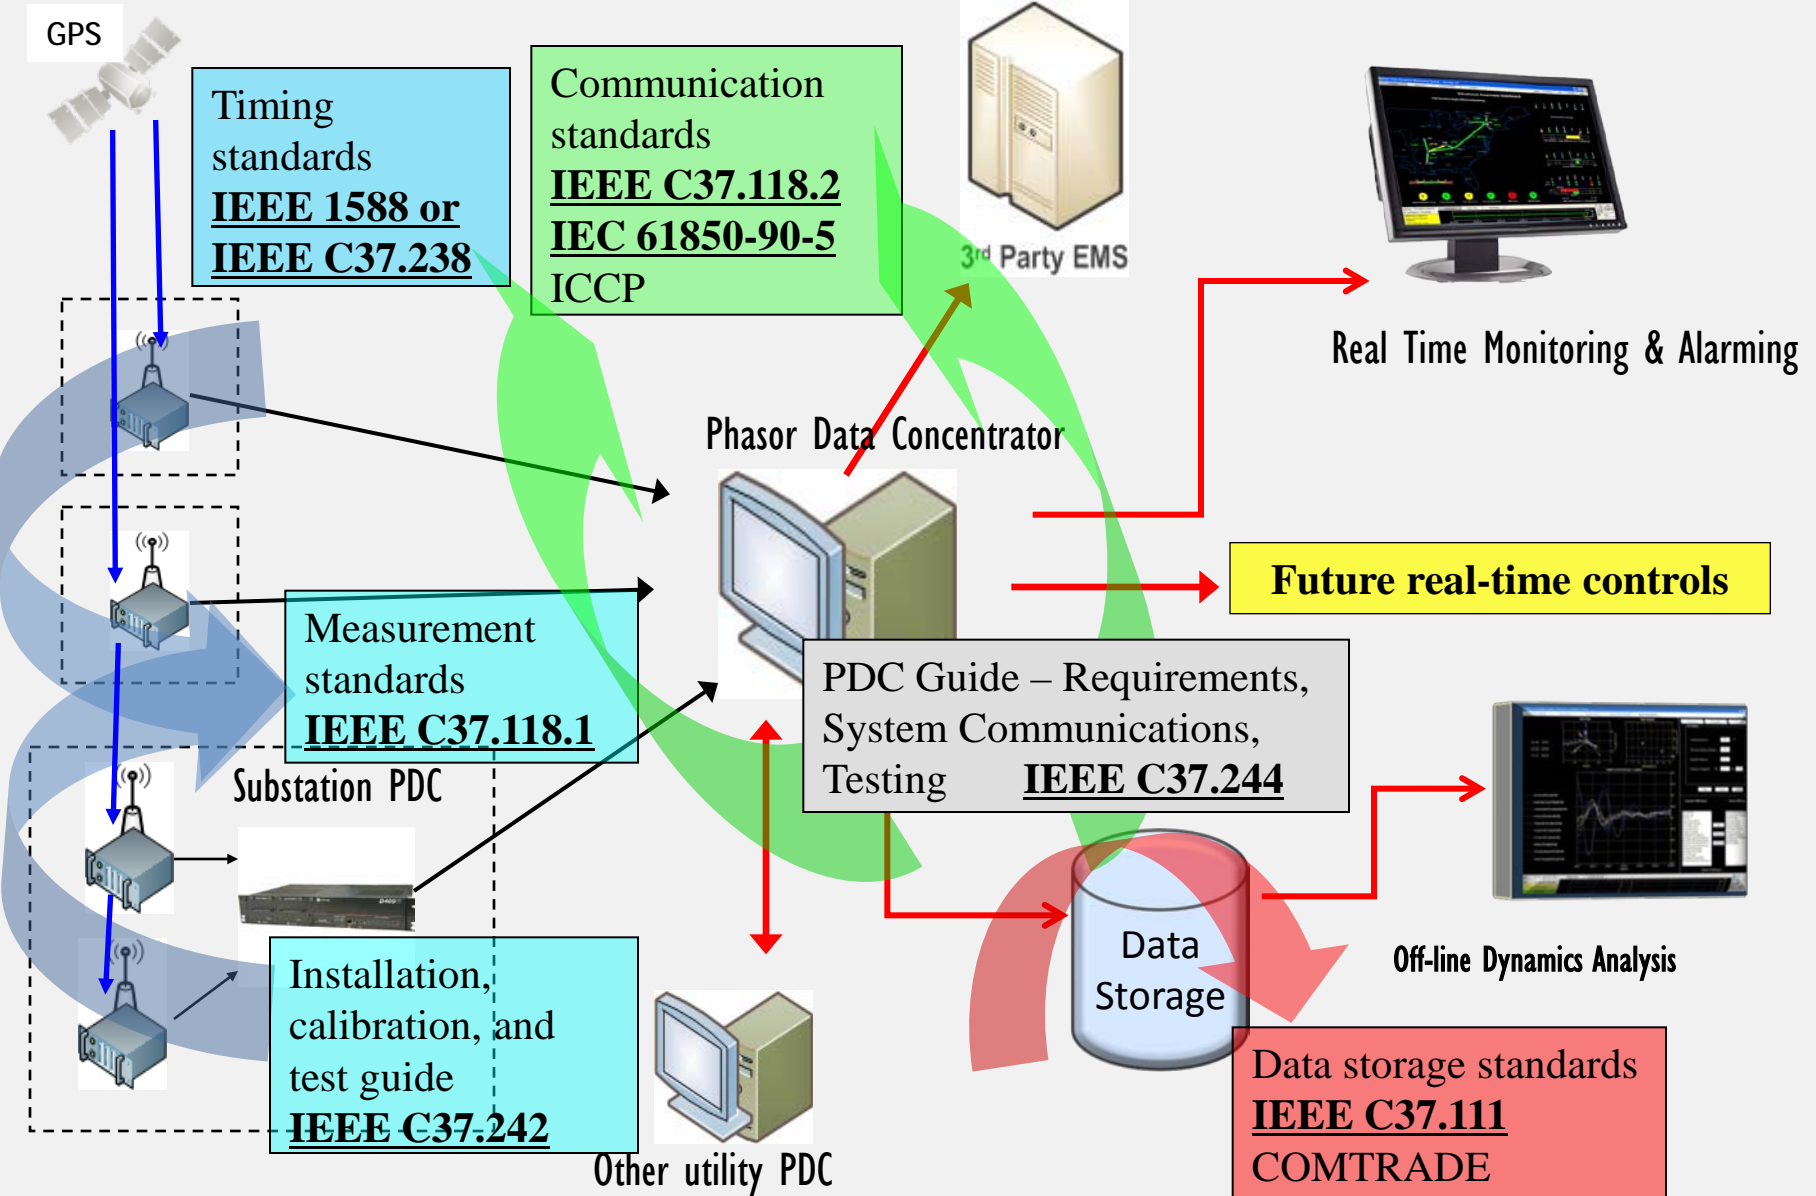 GPS
Timing
standards
IEEE 1588 or
IEEE C37.238
Communication
standards
IEEE C37.118.2
IEC 61850-90-5
ICCP
3rd Party EMS
Real Time Monitoring & Alarming
Phasor Data Concentrator
Future real-time controls
Measurement
standards
IEEE C37.118.1
PDC Guide – Requirements,
System Communications,
Testing IEEE C37.244
Substation PDC
Data
Storage
Off-line Dynamics Analysis
Installation,
calibration, and
test guide
IEEE C37.242
Other utility PDC
Data storage standards
IEEE C37.111
COMTRADE